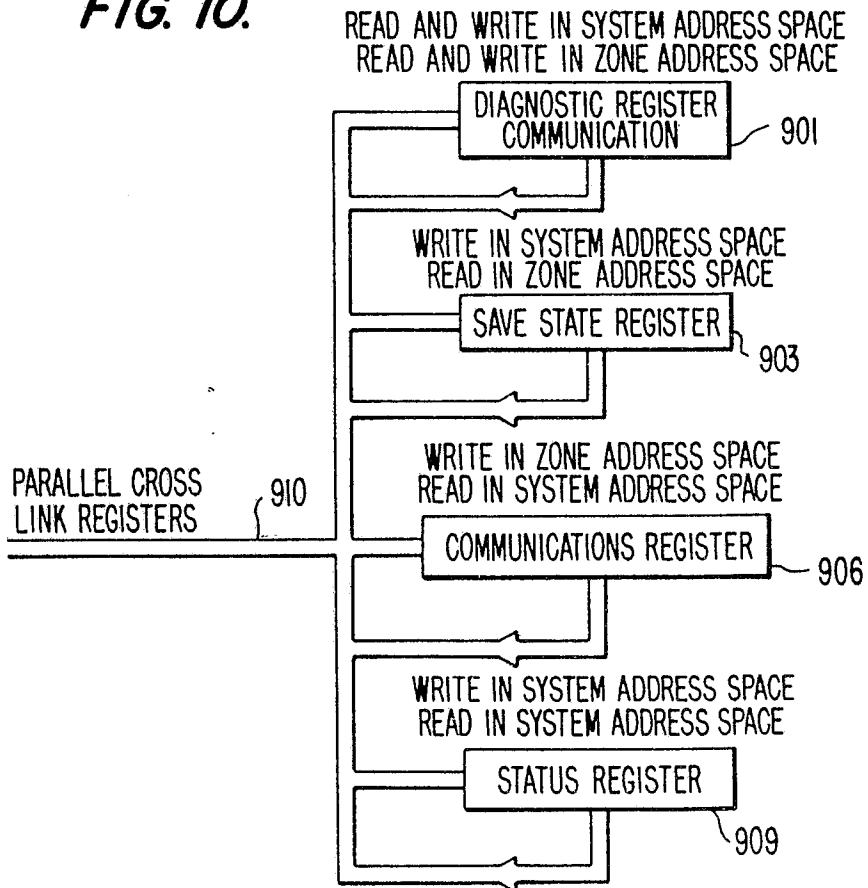 FIG. 10.
READ AND WRITE IN SYSTEM ADDRESS SPACE
READ AND WRITE IN ZONE ADDRESS SPACE
DIAGNOSTIC REGISTER
COMMUNICATION
901
WRITE IN SYSTEM ADDRESS SPACE
READ IN ZONE ADDRESS SPACE
SAVE STATE REGISTER
903
WRITE IN ZONE ADDRESS SPACE
READ IN SYSTEM ADDRESS SPACE
PARALLEL CROSS
LINK REGISTERS
910
COMMUNICATIONS REGISTER
906
WRITE IN SYSTEM ADDRESS SPACE
READ IN SYSTEM ADDRESS SPACE
STATUS REGISTER
909